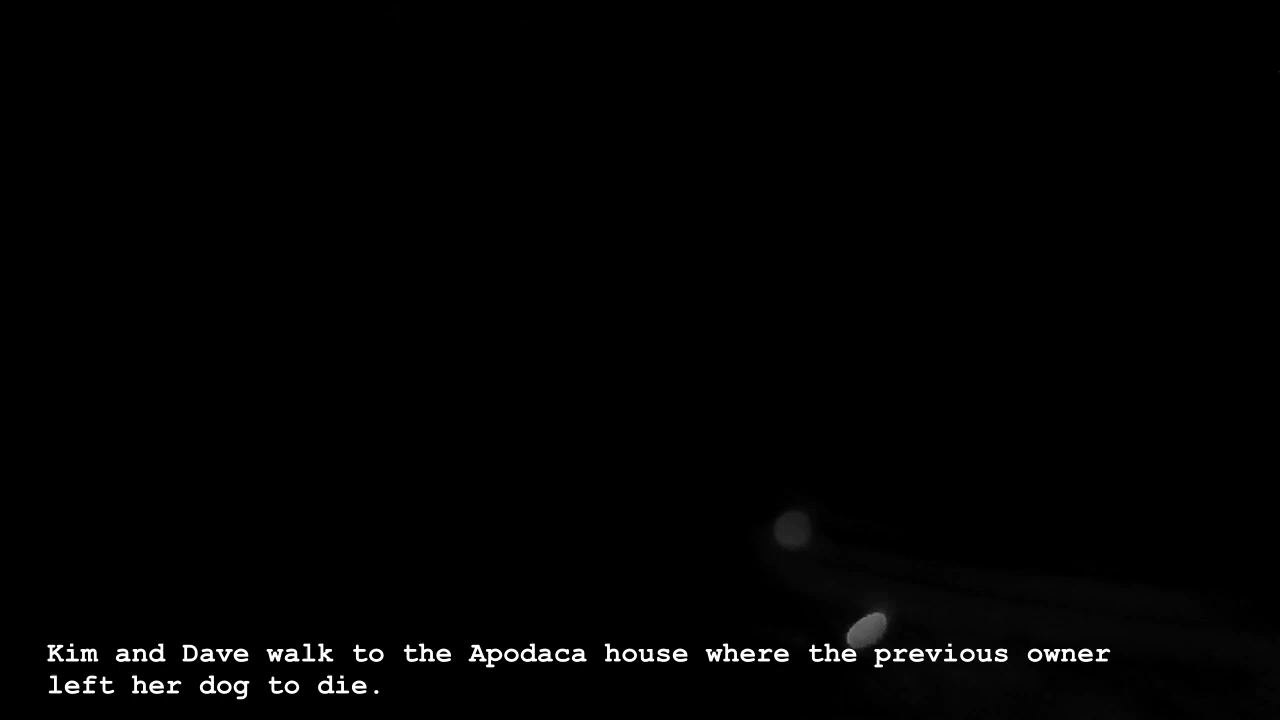 Kim and Dave walk to the Apodaca house where the previous owner
left her dog to die.